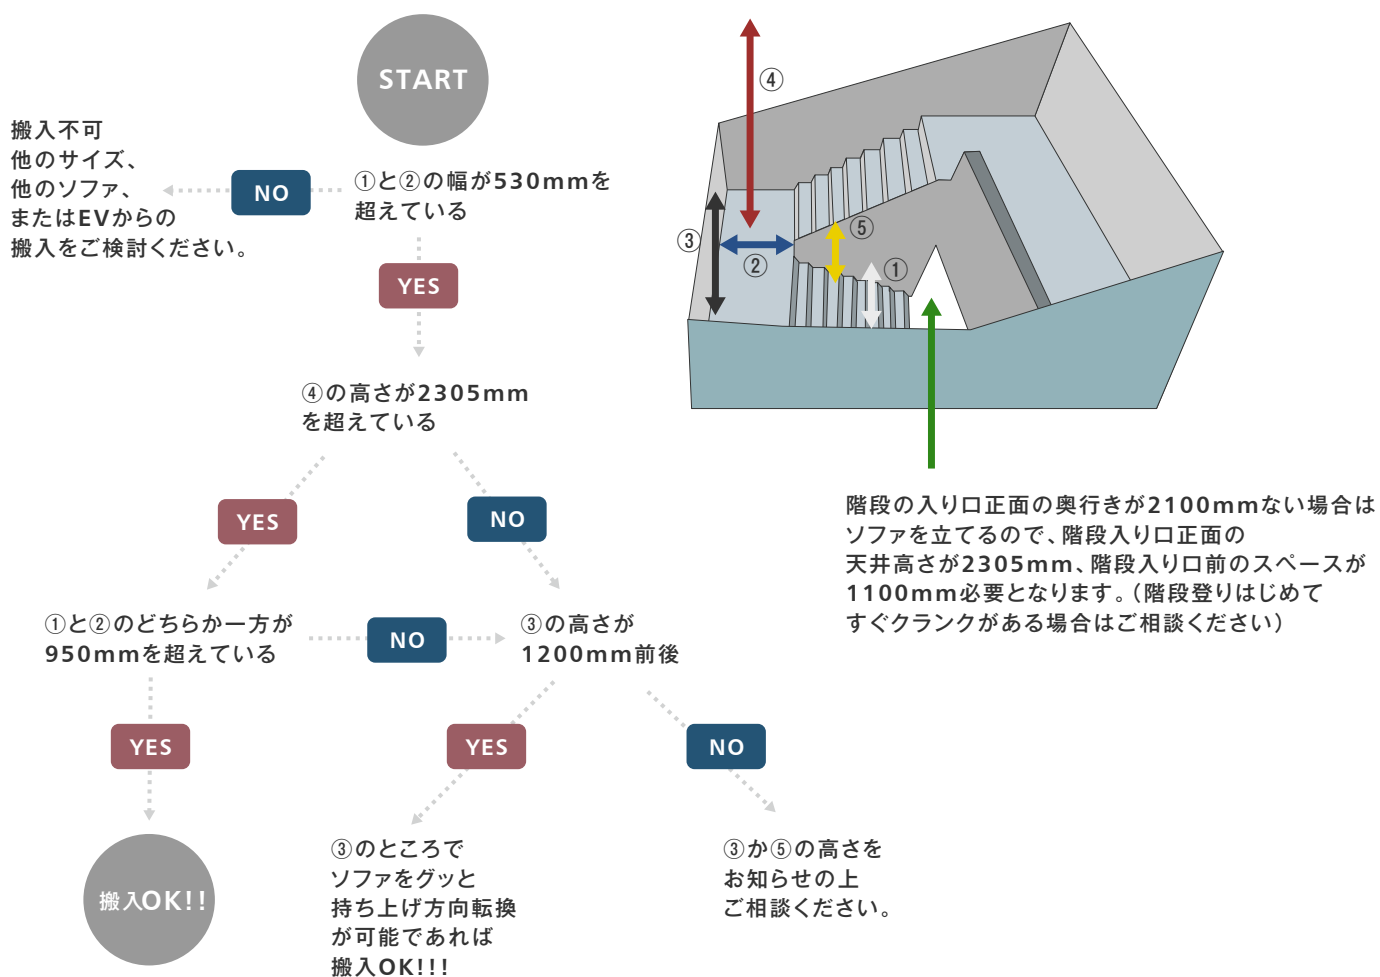 START
搬入不可
他のサイズ、
他のソファ、
またはEVからの
搬入をご検討ください。
NO
①と②の幅が530mmを
超えている
YES
④の高さが2305mm
を超えている
YES
NO
①と②のどちらか一方が
950mmを超えている
NO
③の高さが
1200mm前後
YES
YES
NO
搬入OK!!
③のところで
ソファをグッと
持ち上げ方向転換
が可能であれば
搬入OK!!!
③か⑤の高さを
お知らせの上
ご相談ください。
④
③
②
⑤
①
階段の入り口正面の奥行きが2100mmない場合は
ソファを立てるので、階段入り口正面の
天井高さが2305mm、階段入り口前のスペースが
1100mm必要となります。(階段登りはじめて
すぐクランクがある場合はご相談ください)